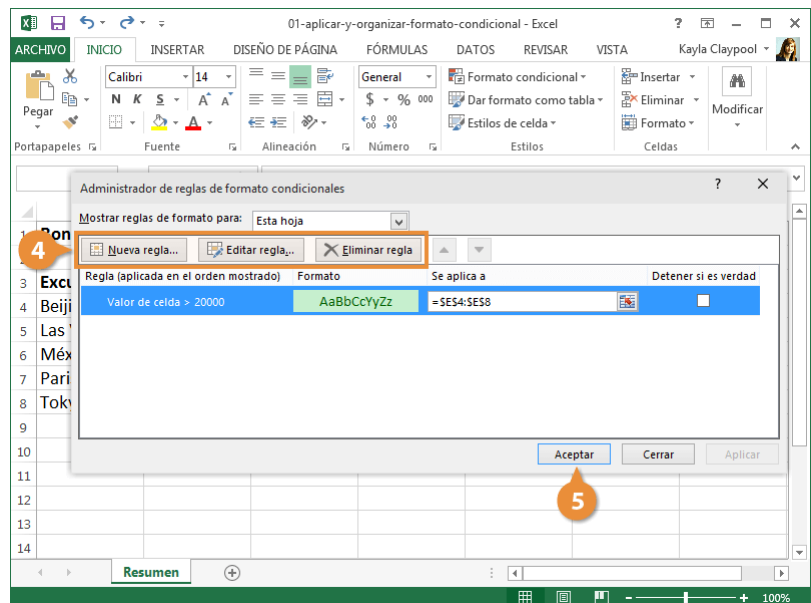 01-aplicar-y-organizar-formato-condicional - Excel
ARCHIVO INICIO INSERTAR DISEÑO DE PÁGINA FÓRMULAS DATOS REVISAR VISTA Kayla Claypool
Calibri 14 General Formato condicional Insertar
Pegar N K S A A $ % 000 Dar formato como tabla Eliminar Modificar
A Estilos de celda Formato
Portapapeles Fuente Alineación Número Estilos Celdas
Administrador de reglas de formato condicionales ? X
Mostrar reglas de formato para: Esta hoja
4 Nueva regla... Editar regla... Eliminar regla
Regla (aplicada en el orden mostrado) Formato Se aplica a Detener si es verdad
Valor de celda > 20000 AaBbCcYyZz =$E$4:$E$8
1
3 Excu
4 Beiji
5 Las
6 Méx
7 Pari
8 Toky
9
10 Aceptar Cerrar Aplicar
11
12 5
13
14
Resumen
100%